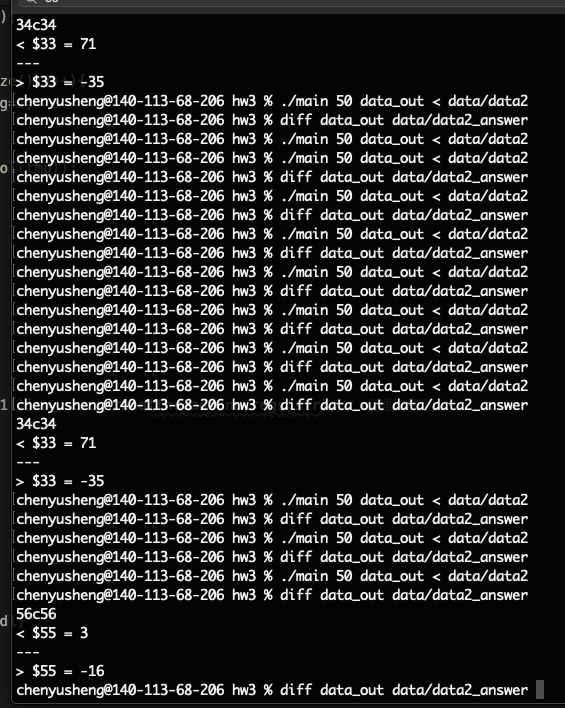 34c34
< $33 = 71
---
> $33 = -35
chenyusheng@140-113-68-206 hw3 % ./main 50 data_out < data/data2
chenyusheng@140-113-68-206 hw3 % diff data_out data/data2_answer
chenyusheng@140-113-68-206 hw3 % ./main 50 data_out < data/data2
chenyusheng@140-113-68-206 hw3 % diff data_out data/data2_answer
chenyusheng@140-113-68-206 hw3 % ./main 50 data_out < data/data2
chenyusheng@140-113-68-206 hw3 % diff data_out data/data2_answer
chenyusheng@140-113-68-206 hw3 % ./main 50 data_out < data/data2
chenyusheng@140-113-68-206 hw3 % diff data_out data/data2_answer
chenyusheng@140-113-68-206 hw3 % ./main 50 data_out < data/data2
chenyusheng@140-113-68-206 hw3 % diff data_out data/data2_answer
chenyusheng@140-113-68-206 hw3 % ./main 50 data_out < data/data2
chenyusheng@140-113-68-206 hw3 % diff data_out data/data2_answer
chenyusheng@140-113-68-206 hw3 % ./main 50 data_out < data/data2
chenyusheng@140-113-68-206 hw3 % diff data_out data/data2_answer
chenyusheng@140-113-68-206 hw3 % ./main 50 data_out < data/data2
chenyusheng@140-113-68-206 hw3 % diff data_out data/data2_answer
34c34
< $33 = 71
---
> $33 = -35
chenyusheng@140-113-68-206 hw3 % ./main 50 data_out < data/data2
chenyusheng@140-113-68-206 hw3 % diff data_out data/data2_answer
chenyusheng@140-113-68-206 hw3 % ./main 50 data_out < data/data2
chenyusheng@140-113-68-206 hw3 % diff data_out data/data2_answer
chenyusheng@140-113-68-206 hw3 % ./main 50 data_out < data/data2
chenyusheng@140-113-68-206 hw3 % diff data_out data/data2_answer
56c56
< $55 = 3
---
> $55 = -16
chenyusheng@140-113-68-206 hw3 % diff data_out data/data2_answer